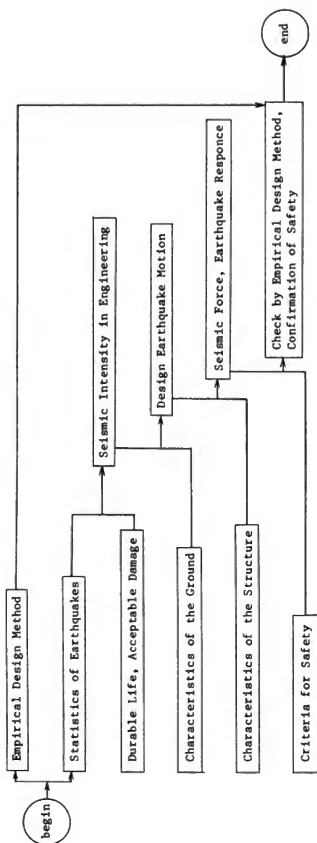 begin
Empirical Design Method
Statistics of Earthquakes
Durable Life, Acceptable Damage
Characteristics of the Ground
Characteristics of the Structure
Criteria for Safety
Seismic Intensity in Engineering
Design Earthquake Motion
Seismic Force, Earthquake Responce
Check by Empirical Design Method,
Confirmation of Safety
end